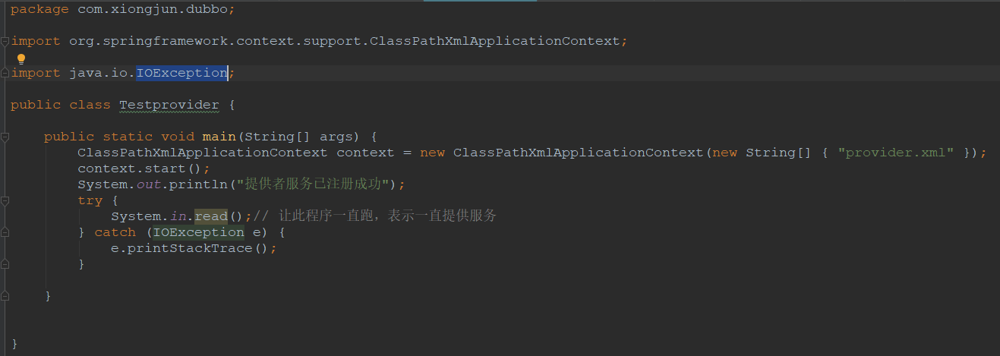 package com.xiongjun.dubbo;
import org.springframework.context.support.ClassPathXmlApplicationContext;
import java.io.IOException;
public class Testprovider {
public static void main(String[] args) {
ClassPathXmlApplicationContext context = new ClassPathXmlApplicationContext(new String[] { "provider.xml" });
context.start();
System.out.println("提供者服务已注册成功");
try {
System.in.read();// 让此程序一直跑，表示一直提供服务
} catch (IOException e) {
e.printStackTrace();
}
}
}